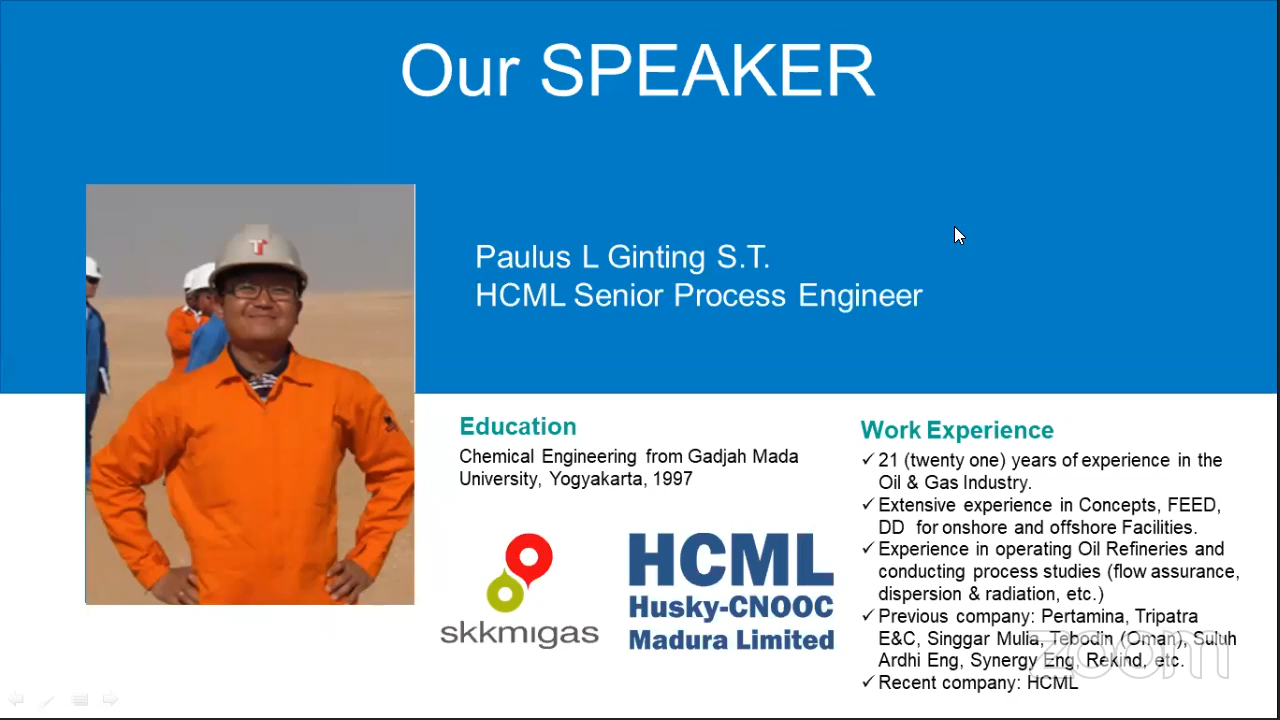 Our SPEAKER
Paulus L Ginting S.T.
HCML Senior Process Engineer
Education
Chemical Engineering from Gadjah Mada
University, Yogyakarta, 1997
skkmigas
HCML
Husky-CNOOC
Madura Limited
Work Experience
✓ 21 (twenty one) years of experience in the
Oil & Gas Industry.
✓ Extensive experience in Concepts, FEED,
DD for onshore and offshore Facilities.
✓ Experience in operating Oil Refineries and
conducting process studies (flow assurance,
dispersion & radiation, etc.)
✓ Previous company: Pertamina, Tripatra
E&C, Singgar Mulia, Tebodin (Oman), Suluh
Ardhi Eng, Synergy Eng, Rekind, etc.
✓ Recent company: HCML
zoom